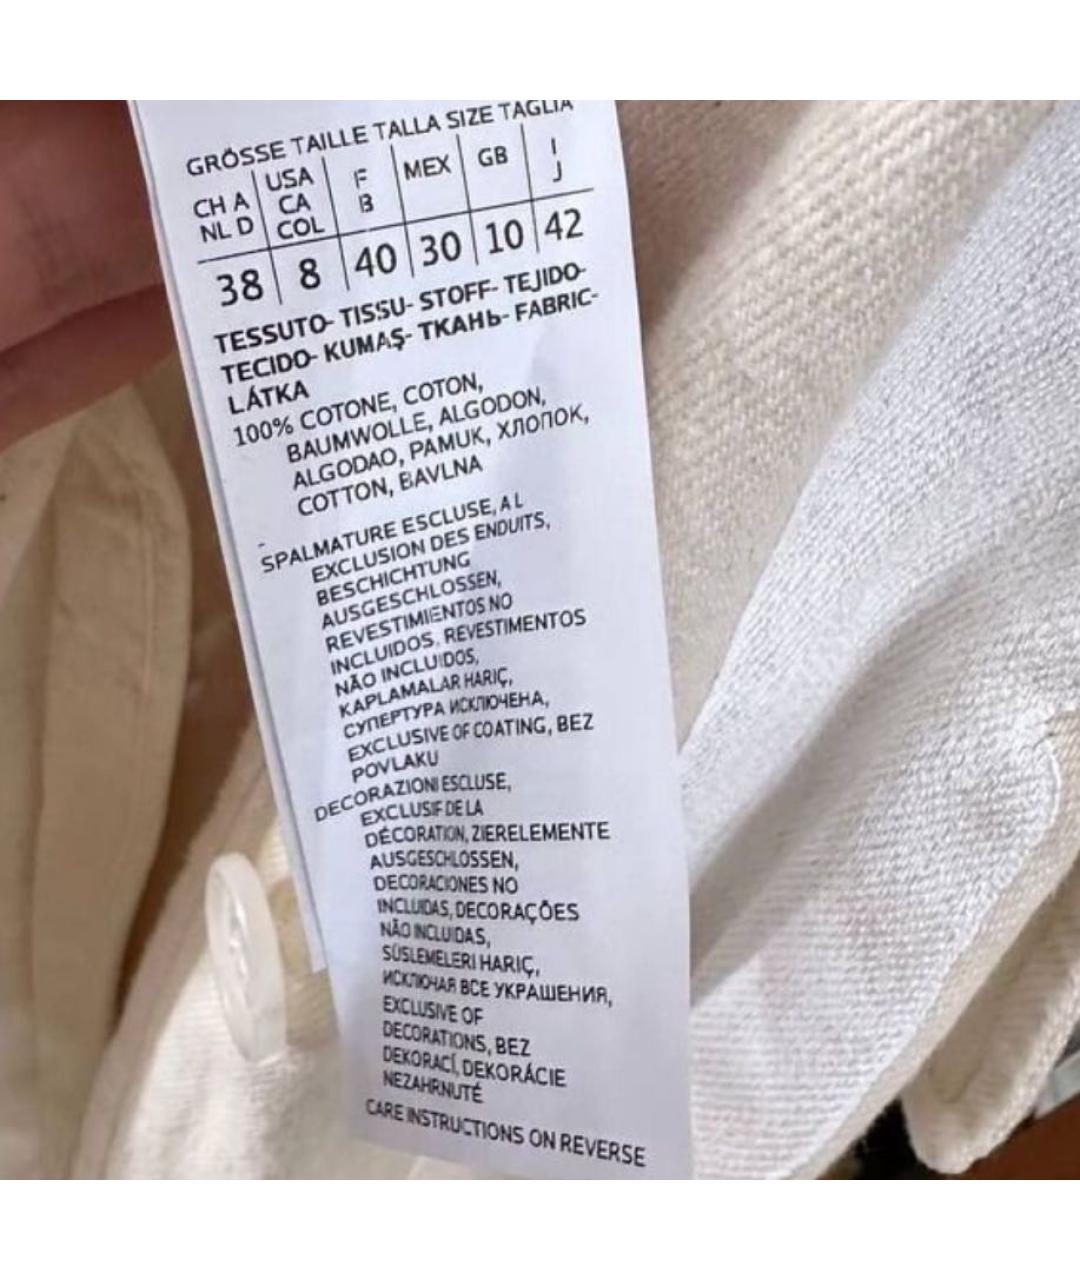 GRÖSSE TAILLE TALLA SIZE TAGLIA
CH A NL D | USA CA COL | F B | MEX | GB | I J
38 | 8 | 40 | 30 | 10 | 42
TESSUTO- TISSU- STOFF- TEJIDO-
TECIDO- KUMAŞ- ТКАНЬ- FABRIC-
LÁTKA
100% COTONE, COTON,
BAUMWOLLE, ALGODON,
ALGODAO, PAMUK, ХЛОПОК,
COTTON, BAVLNA
-
SPALMATURE ESCLUSE, A L
EXCLUSION DES ENDUITS,
BESCHICHTUNG
AUSGESCHLOSSEN,
REVESTIMIENTOS NO
INCLUIDOS, REVESTIMENTOS
NÃO INCLUIDOS,
KAPLAMALAR HARIÇ,
СУПЕРТУРА ИСКЛЮЧЕНА,
EXCLUSIVE OF COATING, BEZ
POVLAKU
DECORAZIONI ESCLUSE,
EXCLUSIF DE LA
DÉCORATION, ZIERELEMENTE
AUSGESCHLOSSEN,
DECORACIONES NO
INCLUIDAS, DECORAÇÕES
NÃO INCLUIDAS,
SÜSLEMELERI HARIÇ,
ИСКЛЮЧАЯ ВСЕ УКРАШЕНИЯ,
EXCLUSIVE OF
DECORATIONS, BEZ
DEKORACÍ, DEKORÁCIE
NEZAHRNUTÉ
CARE INSTRUCTIONS ON REVERSE